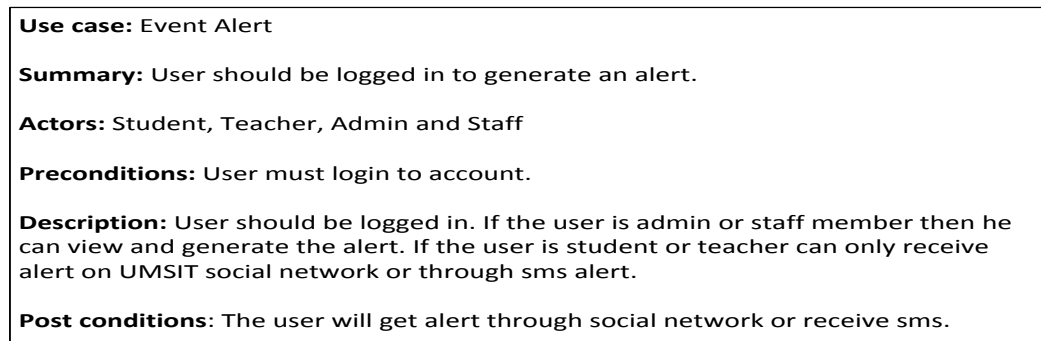 Use case: Event Alert
Summary: User should be logged in to generate an alert.
Actors: Student, Teacher, Admin and Staff
Preconditions: User must login to account.
Description: User should be logged in. If the user is admin or staff member then he
can view and generate the alert. If the user is student or teacher can only receive
alert on UMSIT social network or through sms alert.
Post conditions: The user will get alert through social network or receive sms.